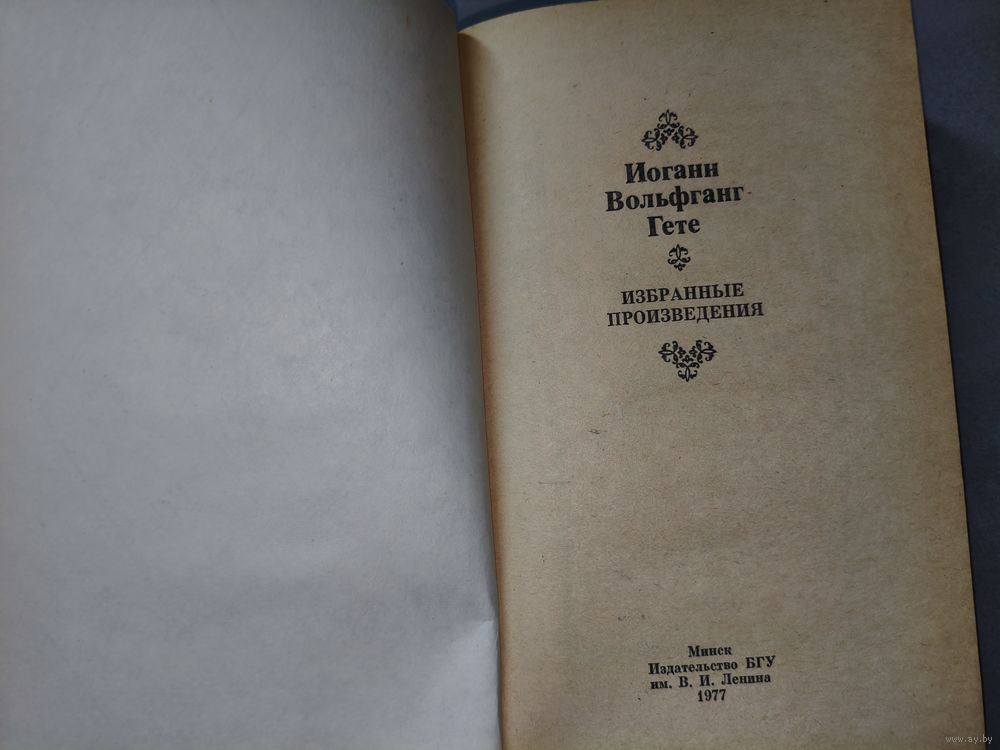 Иоганн
Вольфганг
Гете
ИЗБРАННЫЕ
ПРОИЗВЕДЕНИЯ
Минск
Издательство БГУ
им. В. И. Ленина
1977
www.ay.by